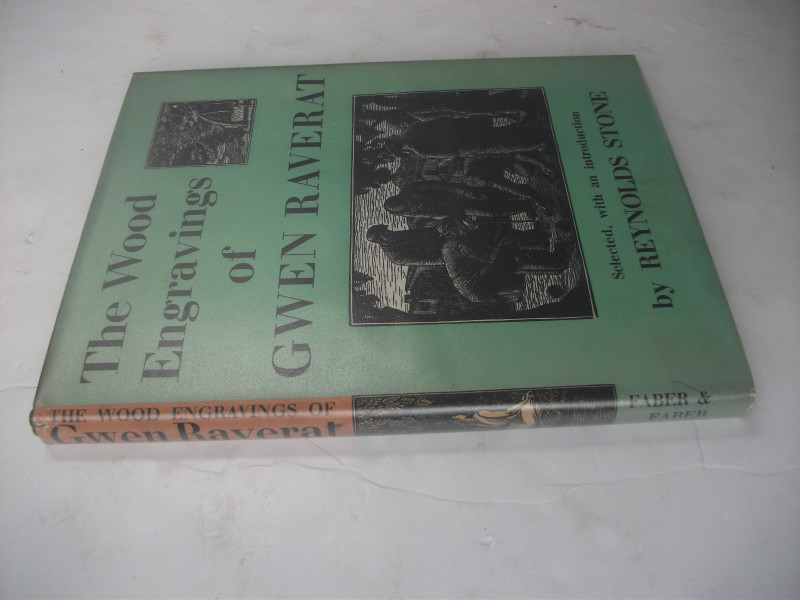 The Wood
Engravings
of
GWEN RAVERAT
Selected, with an introduction
by REYNOLDS STONE
THE WOOD ENGRAVINGS OF
Gwen Raverat
FABER &
FABER